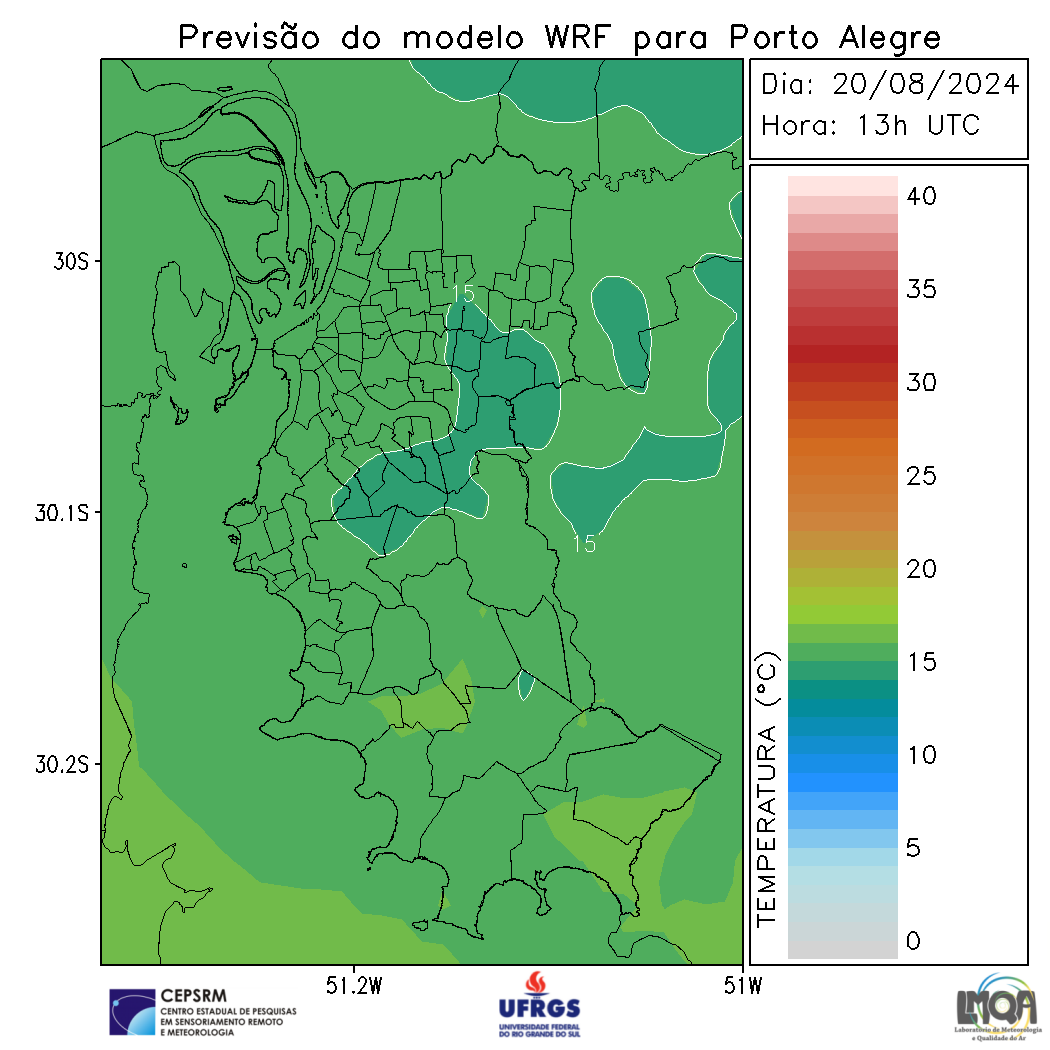 Previsão do modelo WRF para Porto Alegre
Dia: 20/08/2024
Hora: 13h UTC
30S
30.1S
30.2S
51.2W
51W
15
15
TEMPERATURA (°C)
40
35
30
25
20
15
10
5
0
CEPSRM
CENTRO ESTADUAL DE PESQUISAS
EM SENSORIAMENTO REMOTO
E METEOROLOGIA
UFRGS
UNIVERSIDADE FEDERAL
DO RIO GRANDE DO SUL
LMQA
Laboratório de Meteorologia
e Qualidade do Ar